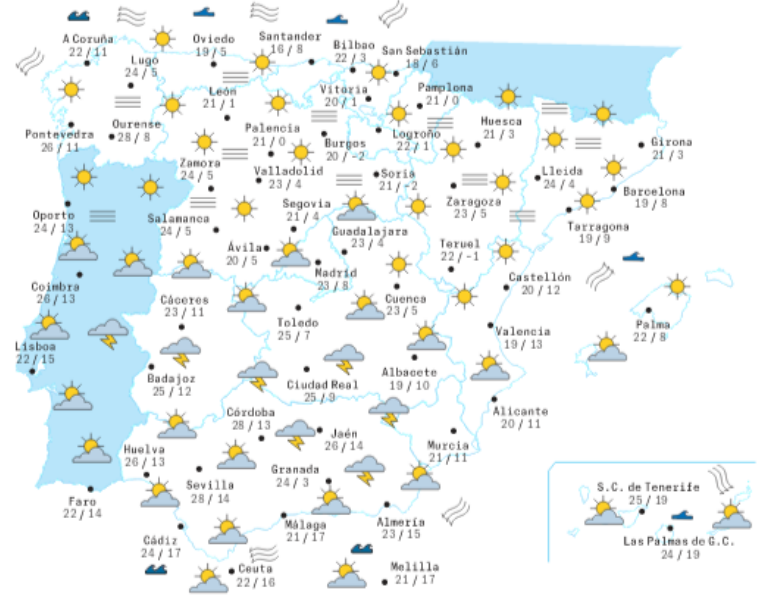 A Coruña
22 / 11
Oviedo
19 / 5
Santander
16 / 8
Bilbao
22 / 3
San Sebastián
18 / 6
Lugo
24 / 5
León
21 / 1
Vitoria
20 / 1
Pamplona
21 / 0
Pontevedra
26 / 11
Ourense
28 / 8
Palencia
21 / 0
Burgos
20 / -2
Logroño
22 / 1
Huesca
21 / 3
Girona
21 / 3
Zamora
24 / 5
Valladolid
23 / 4
Soria
21 / -2
Zaragoza
23 / 5
Lleida
24 / 4
Barcelona
19 / 8
Oporto
24 / 13
Salamanca
24 / 5
Segovia
21 / 4
Guadalajara
23 / 4
Tarragona
19 / 9
Ávila
20 / 5
Madrid
23 / 8
Teruel
22 / -1
Castellón
20 / 12
Coimbra
26 / 13
Cáceres
23 / 11
Toledo
25 / 7
Cuenca
23 / 5
Valencia
19 / 13
Palma
22 / 8
Lisboa
22 / 15
Badajoz
25 / 12
Ciudad Real
25 / 9
Albacete
19 / 10
Alicante
20 / 11
Córdoba
28 / 13
Jaén
26 / 14
Murcia
21 / 11
Huelva
26 / 13
Sevilla
28 / 14
Granada
24 / 3
Faro
22 / 14
Cádiz
24 / 17
Málaga
21 / 17
Almería
23 / 15
Ceuta
22 / 16
Melilla
21 / 17
S.C. de Tenerife
25 / 19
Las Palmas de G.C.
24 / 19